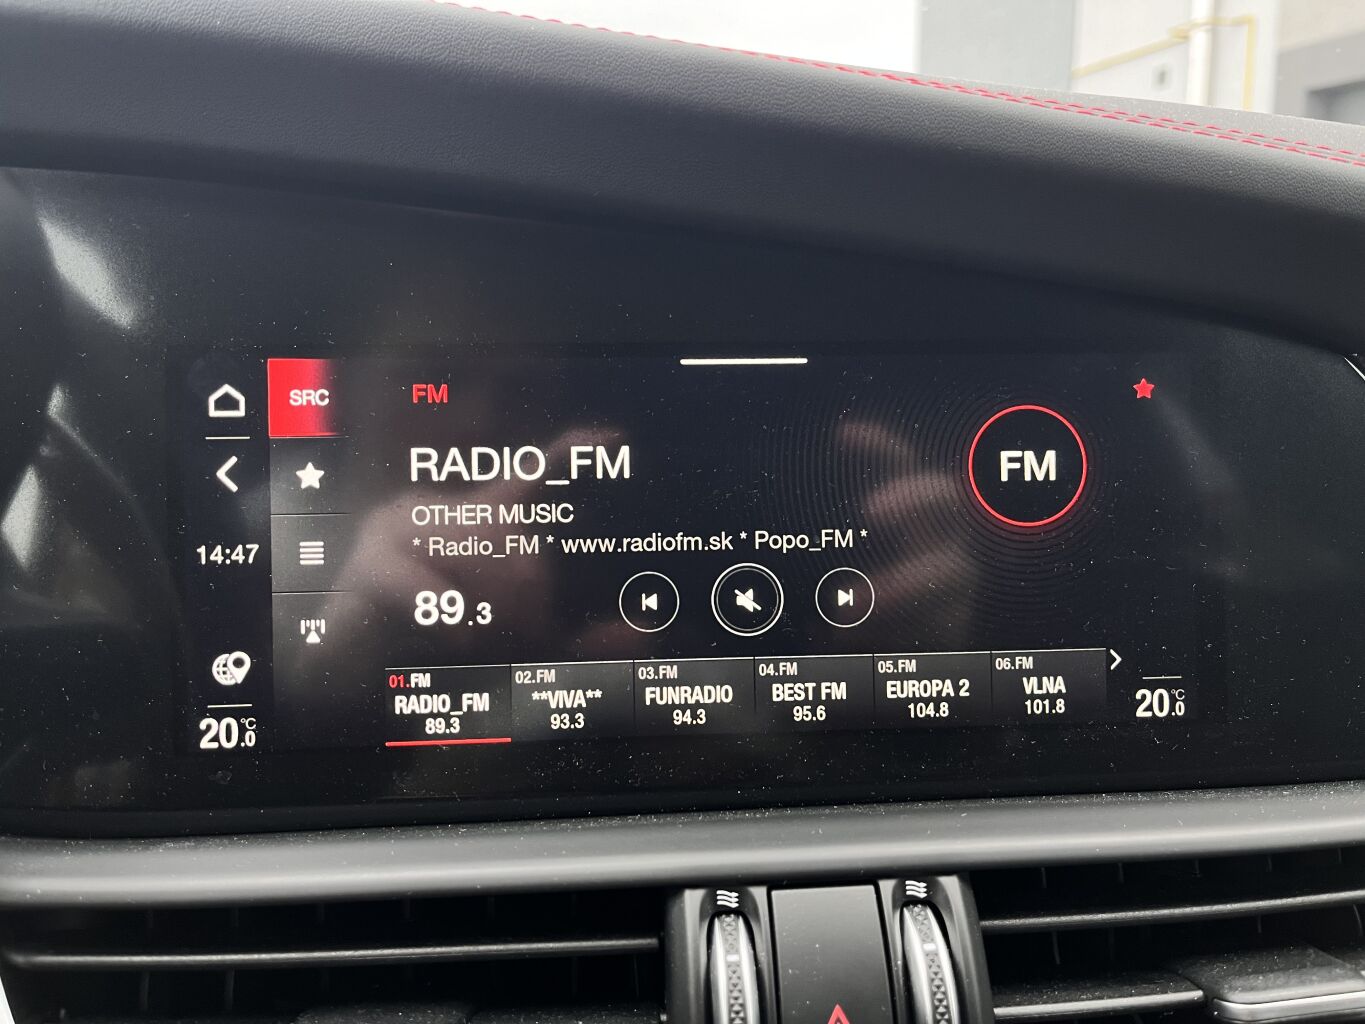 SRC
FM
RADIO_FM
OTHER MUSIC
* Radio_FM * www.radiofm.sk * Popo_FM *
FM
14:47
89.3
01.FM
RADIO_FM
89.3
02.FM
**VIVA**
93.3
03.FM
FUNRADIO
94.3
04.FM
BEST FM
95.6
05.FM
EUROPA 2
104.8
06.FM
VLNA
101.8
20.0 °C
20.0 °C